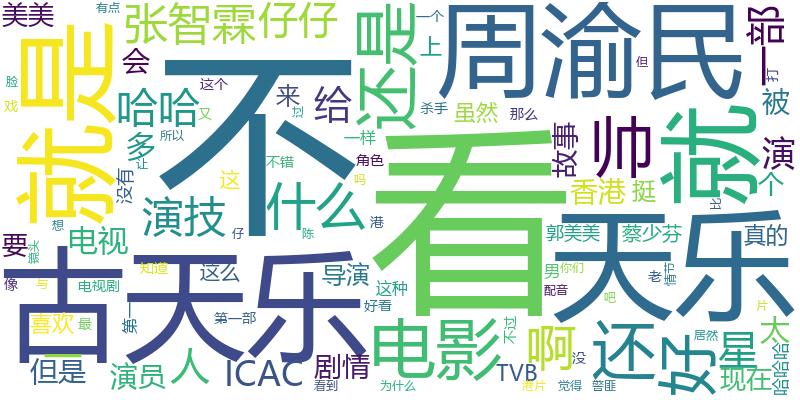 美美
有点
张智霖
仔仔
会
还是
一个
上
周渝民
但
一部
打
脸
戏
就是
不
哈哈
多
来
这个
过
又
给
杀手
虽然
那么
被
所以
一样
让
没有
不错
角色
吗
故事
帅
就
演
看
这
什么
演技
香港
挺
个
比
想
仔
陈
港
要
电视
郭美美
蔡少芬
真的
天乐
古天乐
镜头
像
与
电视剧
知道
这么
导演
这种
好看
男
你们
配音
老
情节
吧
片
喜欢
最
第一
第一部
电影
不过
啊
还
好
星
居然
大
哈哈哈
但是
演员
人
ICAC
剧情
看到
为什么
TVB
港片
没
觉得
警匪
现在